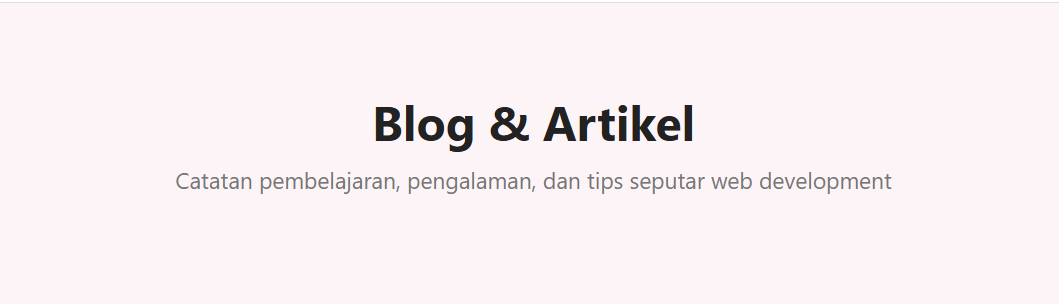 Blog & Artikel
Catatan pembelajaran, pengalaman, dan tips seputar web development